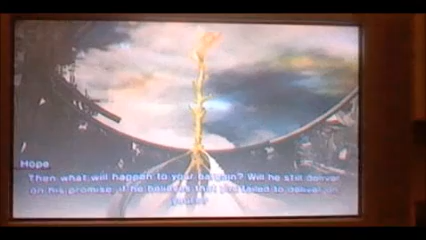 Hope
Then what will happen to your bargain? Will he still deliver
on his promise, if he believes that you failed to deliver on
yours?